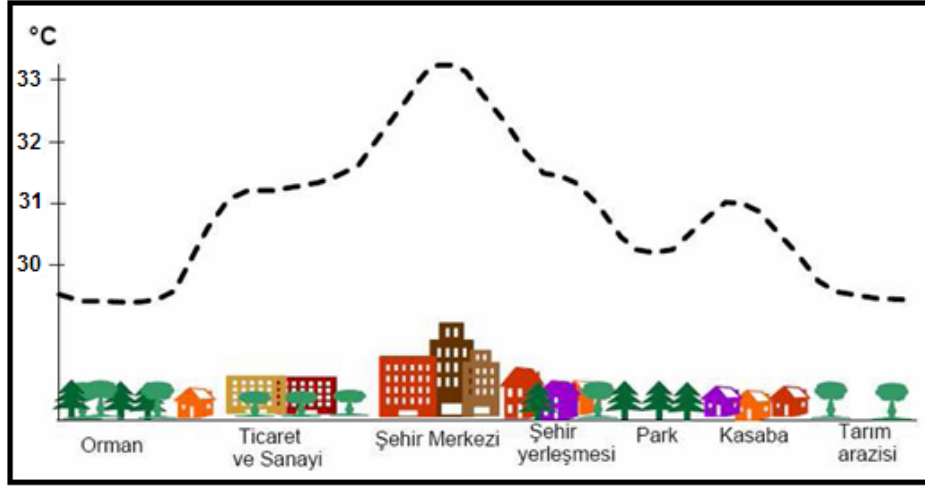 °C
33
32
31
30
Orman
Ticaret
ve Sanayi
Şehir Merkezi
Şehir
yerleşmesi
Park
Kasaba
Tarım
arazisi